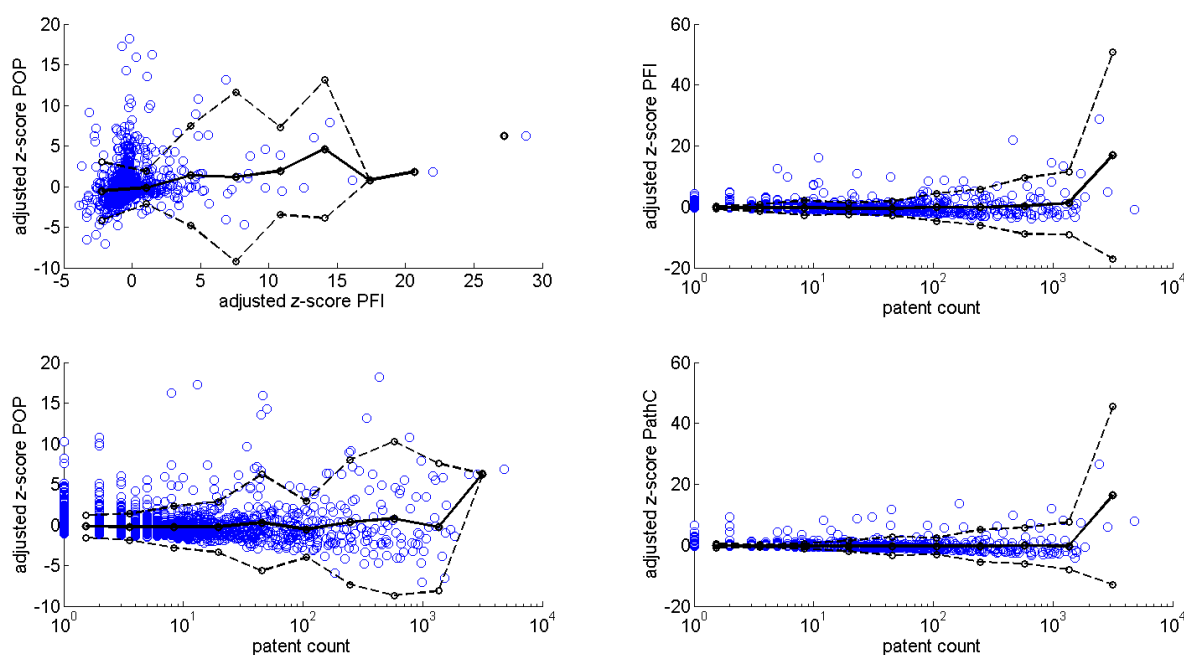 20
15
10
5
0
-5
-10
-5 0 5 10 15 20 25 30
adjusted z-score POP
adjusted z-score PFI
60
40
20
0
-20
10^0 10^1 10^2 10^3 10^4
adjusted z-score PFI
patent count
20
15
10
5
0
-5
-10
10^0 10^1 10^2 10^3 10^4
adjusted z-score POP
patent count
60
40
20
0
-20
10^0 10^1 10^2 10^3 10^4
adjusted z-score PathC
patent count